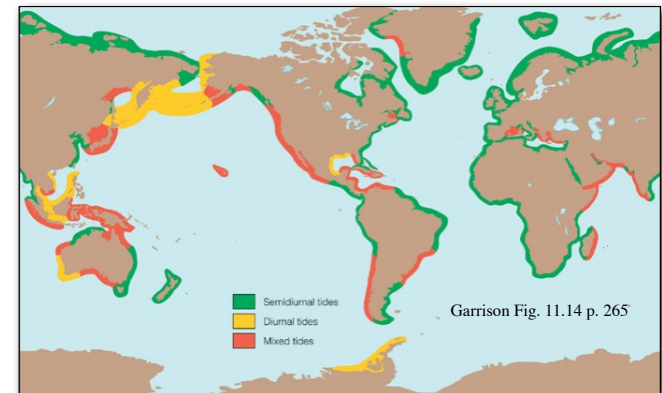 Semidiurnal tides
Diurnal tides
Mixed tides
Garrison Fig. 11.14 p. 265